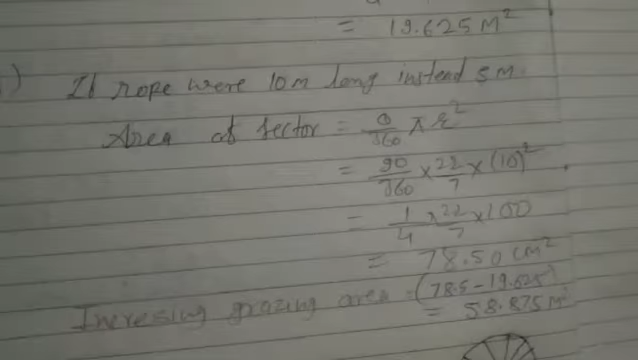 = 19.625 M²
) If rope were 10m long instead 5m.
Area of sector = θ/360 π r²
= 90/360 × 22/7 × (10)²
= 1/4 × 22/7 × 100
= 78.50 cm²
Incresing grazing area = (78.5 - 19.625)
= 58.875 M²